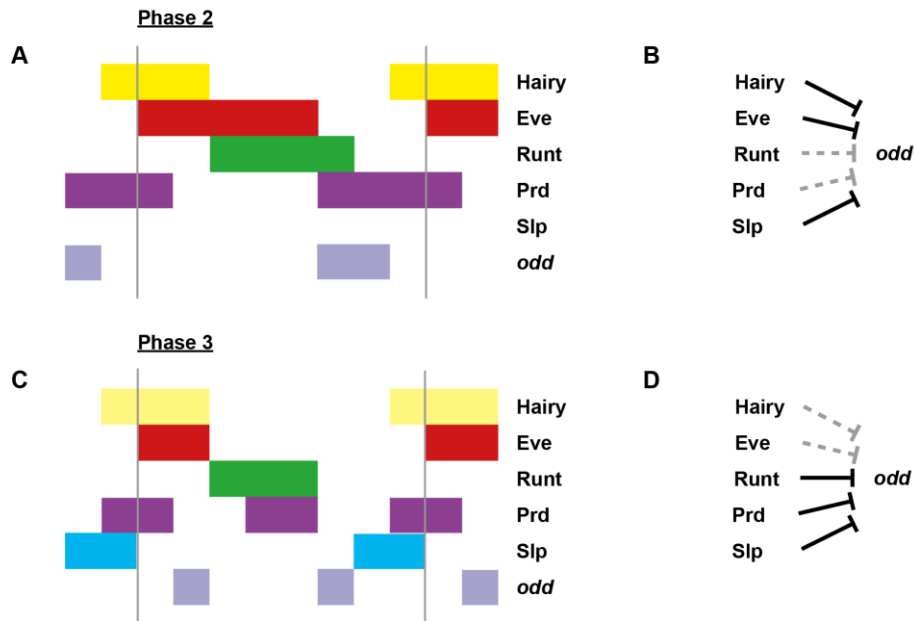 Phase 2
A
Hairy
Eve
Runt
Prd
Slp
odd
B
Hairy
Eve
Runt
odd
Prd
Slp
Phase 3
C
Hairy
Eve
Runt
Prd
Slp
odd
D
Hairy
Eve
Runt
odd
Prd
Slp